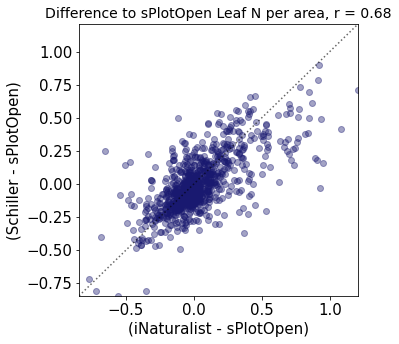 Difference to sPlotOpen Leaf N per area, r = 0.68
1.00
0.75
0.50
0.25
0.00
−0.25
−0.50
−0.75
(Schiller - sPlotOpen)
−0.5 0.0 0.5 1.0
(iNaturalist - sPlotOpen)